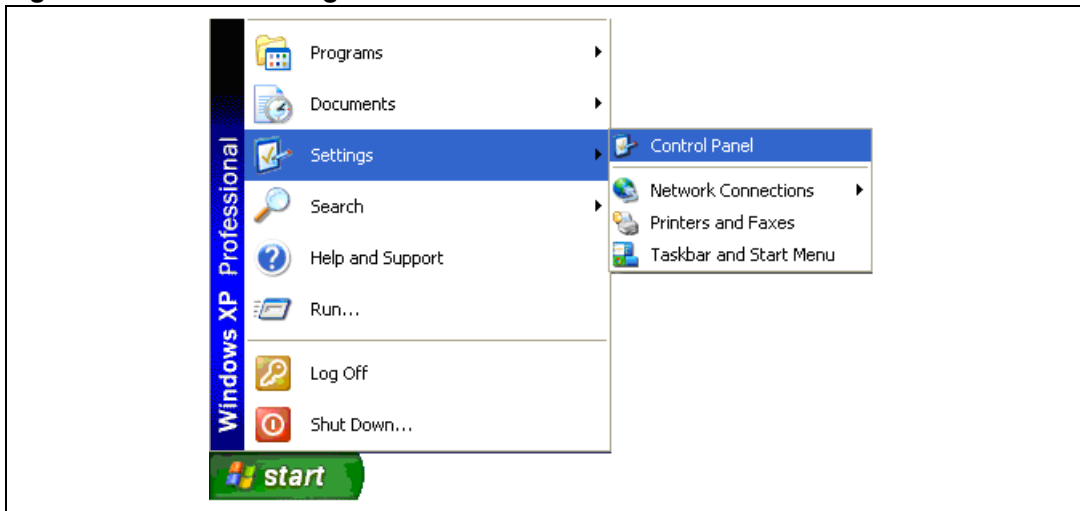 Programs
Documents
Settings
Search
Help and Support
Run...
Log Off
Shut Down...
Control Panel
Network Connections
Printers and Faxes
Taskbar and Start Menu
Windows XP Professional
start